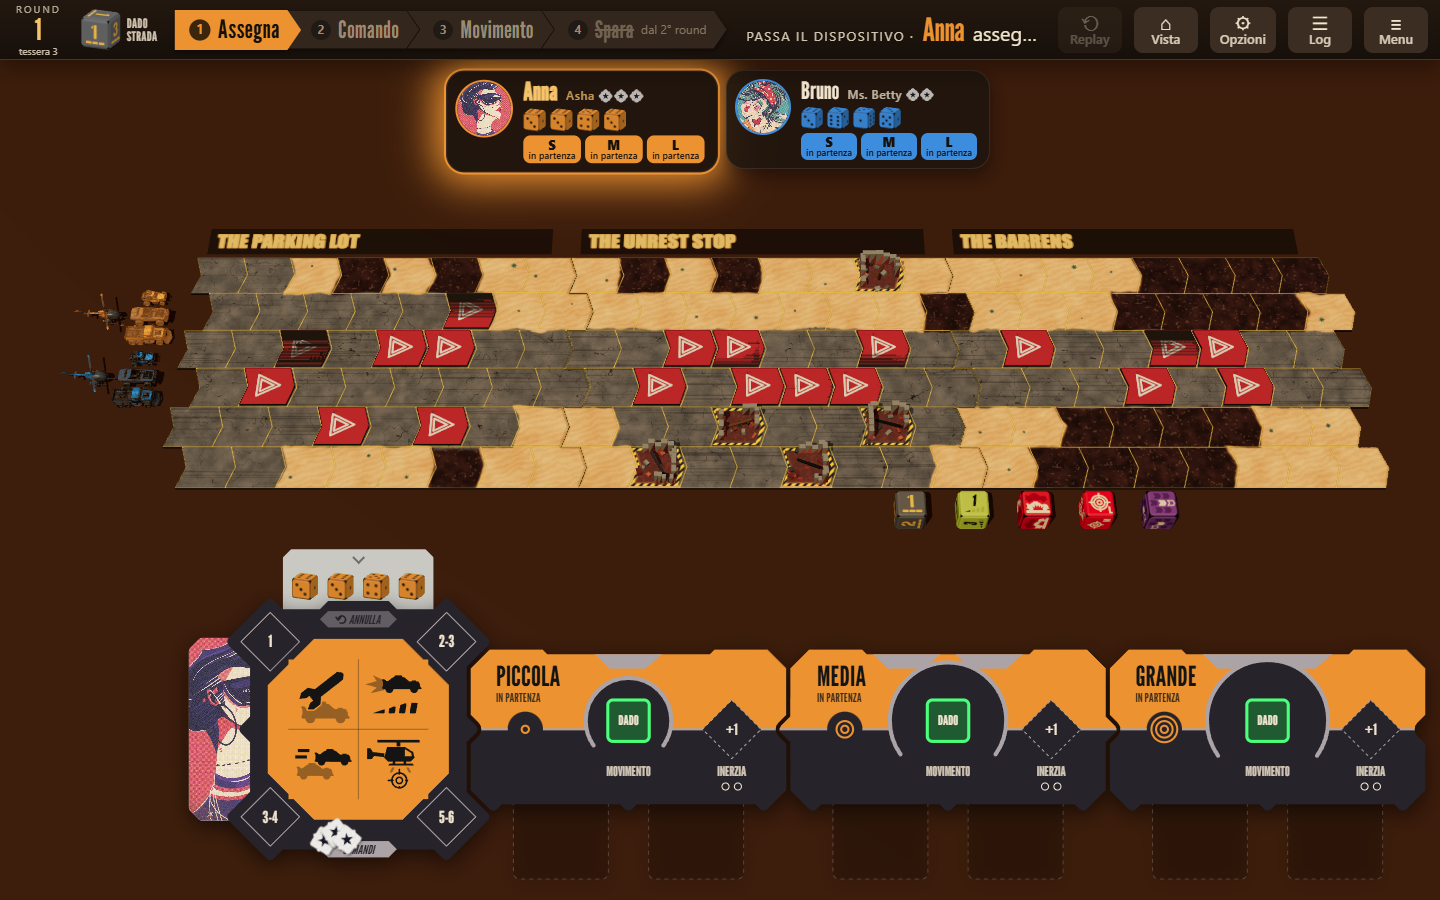 ROUND
1
tessera 3
1
DADO
STRADA
1 Assegna
2 Comando
3 Movimento
4 Spara dal 2° round
PASSA IL DISPOSITIVO · Anna asseg...
Replay
Vista
Opzioni
Log
Menu
Anna Asha
S
in partenza
M
in partenza
L
in partenza
Bruno Ms. Betty
S
in partenza
M
in partenza
L
in partenza
THE PARKING LOT
THE UNREST STOP
THE BARRENS
1
1
ANNULLA
1
2-3
3-4
5-6
PICCOLA
IN PARTENZA
DADO
+1
MOVIMENTO
INERZIA
MEDIA
IN PARTENZA
DADO
+1
MOVIMENTO
INERZIA
GRANDE
IN PARTENZA
DADO
+1
MOVIMENTO
INERZIA